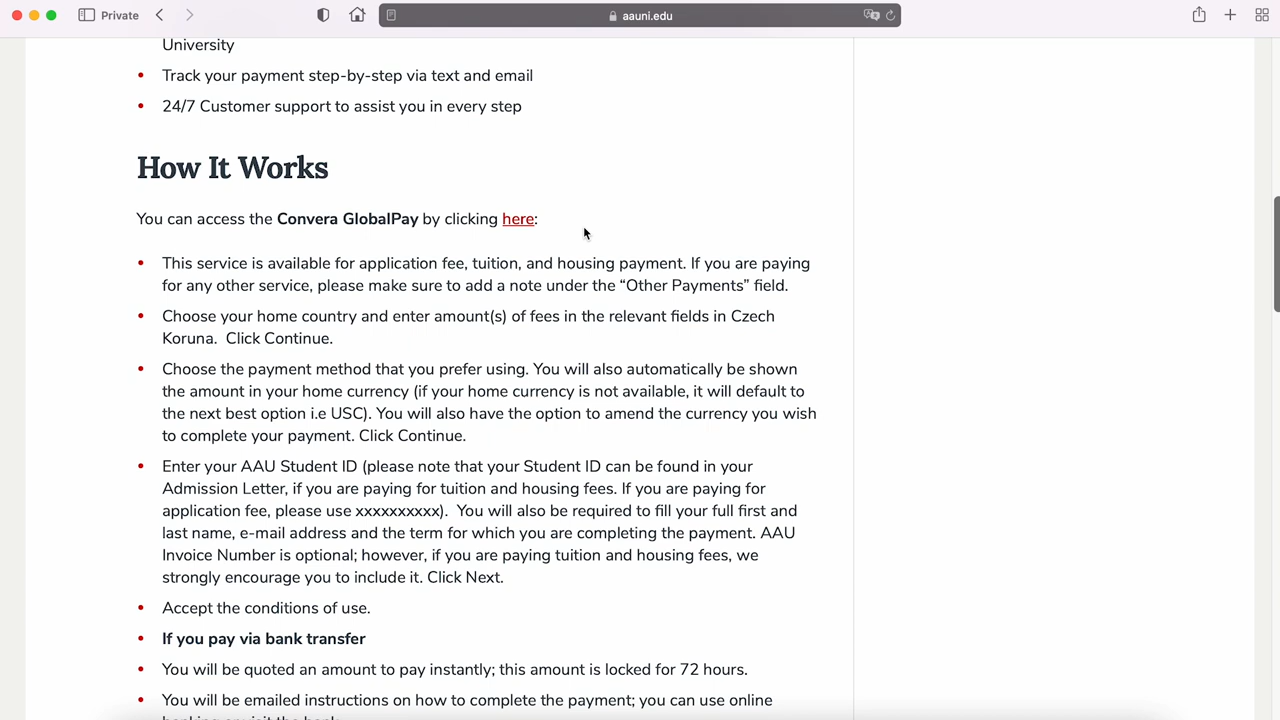 Private
aauni.edu
University
• Track your payment step-by-step via text and email
• 24/7 Customer support to assist you in every step
How It Works
You can access the Convera GlobalPay by clicking here:
• This service is available for application fee, tuition, and housing payment. If you are paying
for any other service, please make sure to add a note under the “Other Payments” field.
• Choose your home country and enter amount(s) of fees in the relevant fields in Czech
Koruna.  Click Continue.
• Choose the payment method that you prefer using. You will also automatically be shown
the amount in your home currency (if your home currency is not available, it will default to
the next best option i.e USC). You will also have the option to amend the currency you wish
to complete your payment. Click Continue.
• Enter your AAU Student ID (please note that your Student ID can be found in your
Admission Letter, if you are paying for tuition and housing fees. If you are paying for
application fee, please use xxxxxxxxxx).  You will also be required to fill your full first and
last name, e-mail address and the term for which you are completing the payment. AAU
Invoice Number is optional; however, if you are paying tuition and housing fees, we
strongly encourage you to include it. Click Next.
• Accept the conditions of use.
• If you pay via bank transfer
• You will be quoted an amount to pay instantly; this amount is locked for 72 hours.
• You will be emailed instructions on how to complete the payment; you can use online
banking or visit the bank.